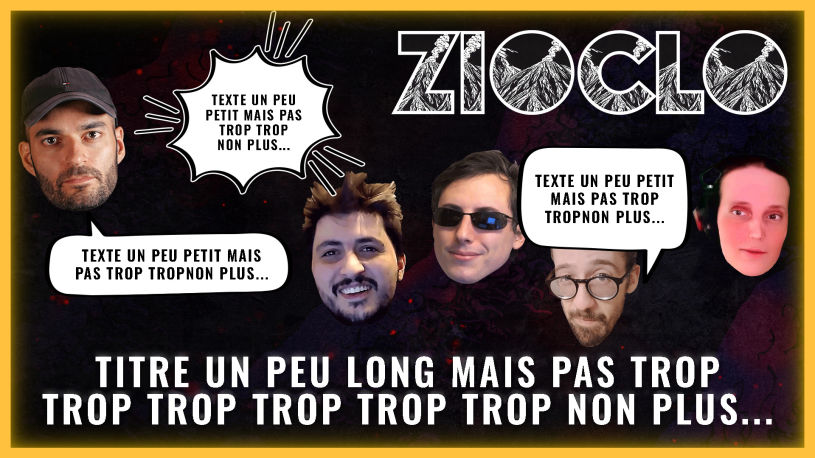 ZIOCLO
TEXTE UN PEU
PETIT MAIS PAS
TROP TROP
NON PLUS...
TEXTE UN PEU PETIT
MAIS PAS TROP
TROPNON PLUS...
TEXTE UN PEU PETIT MAIS
PAS TROP TROPNON PLUS...
TITRE UN PEU LONG MAIS PAS TROP
TROP TROP TROP TROP TROP NON PLUS...